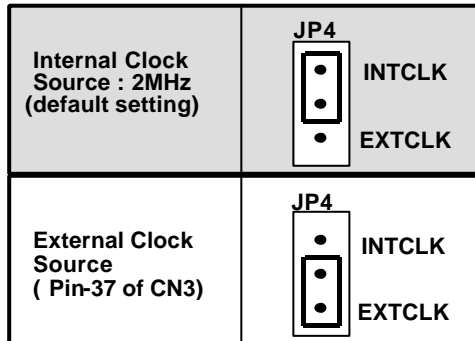 Internal Clock
Source : 2MHz
(default setting)
JP4
INTCLK
EXTCLK
External Clock
Source
( Pin-37 of CN3)
JP4
INTCLK
EXTCLK